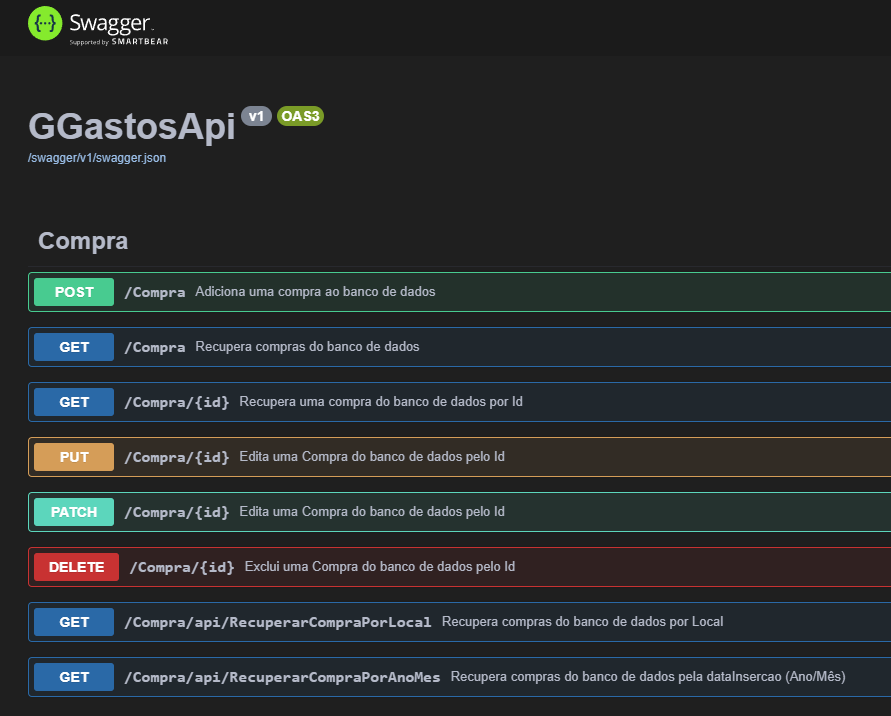 {···} Swagger
Supported by SMARTBEAR
GGastosApi v1 OAS3
/swagger/v1/swagger.json
Compra
POST /Compra Adiciona uma compra ao banco de dados
GET /Compra Recupera compras do banco de dados
GET /Compra/{id} Recupera uma compra do banco de dados por Id
PUT /Compra/{id} Edita uma Compra do banco de dados pelo Id
PATCH /Compra/{id} Edita uma Compra do banco de dados pelo Id
DELETE /Compra/{id} Exclui uma Compra do banco de dados pelo Id
GET /Compra/api/RecuperarCompraPorLocal Recupera compras do banco de dados por Local
GET /Compra/api/RecuperarCompraPorAnoMes Recupera compras do banco de dados pela dataInsercao (Ano/Mês)